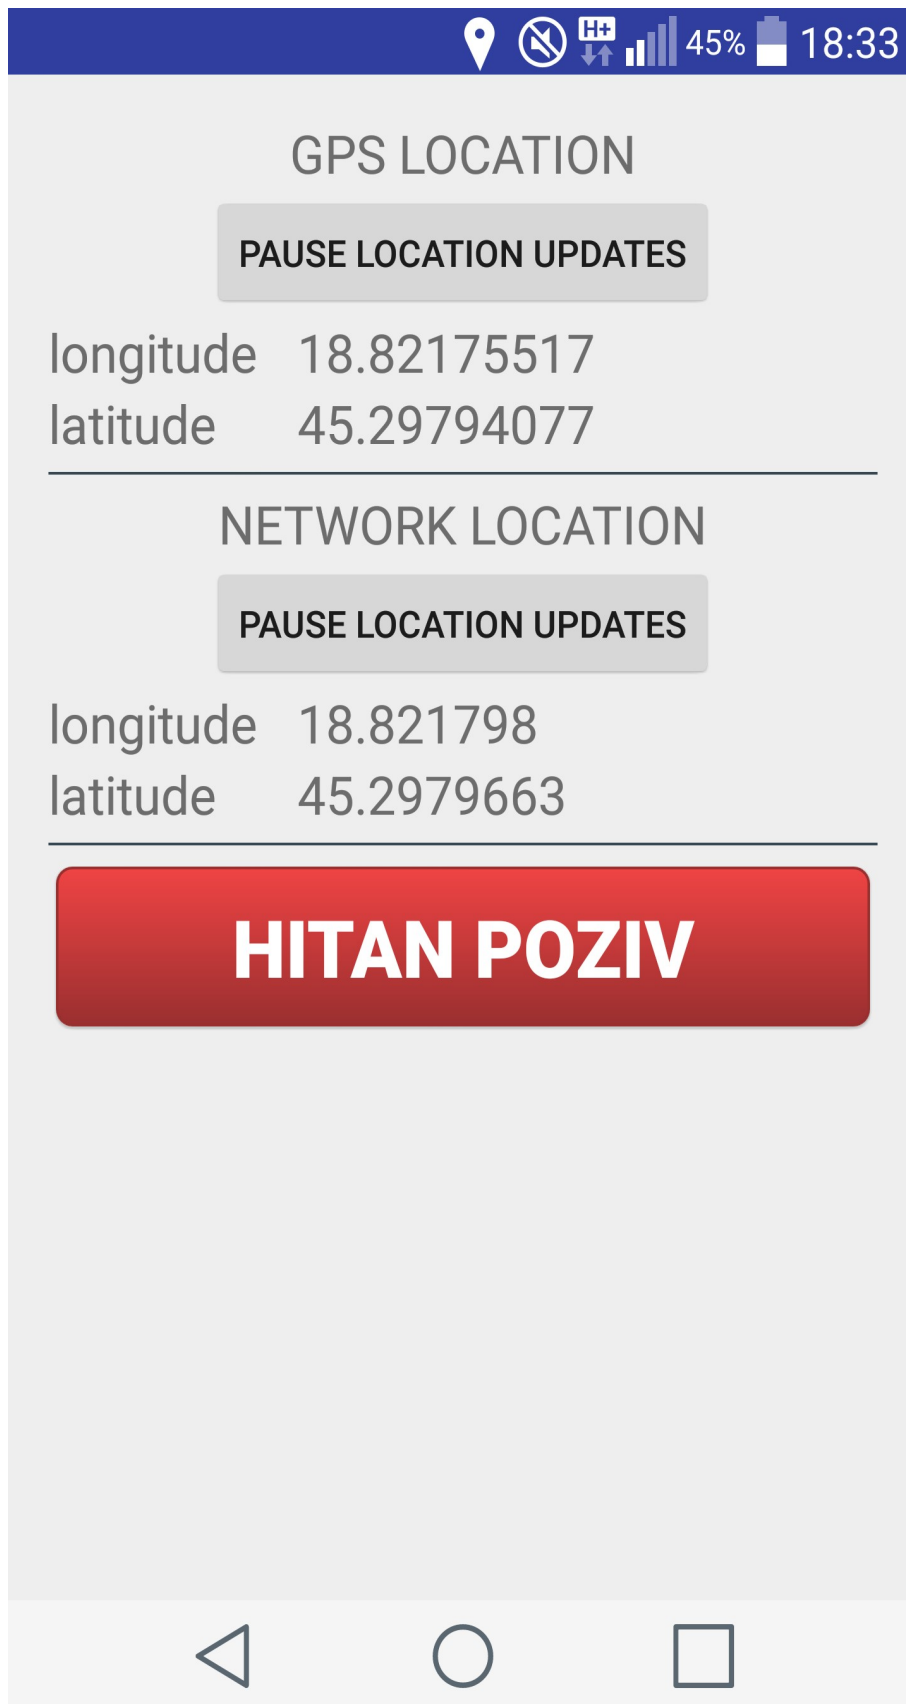 H+ 45% 18:33
GPS LOCATION
PAUSE LOCATION UPDATES
longitude 18.82175517
latitude 45.29794077
NETWORK LOCATION
PAUSE LOCATION UPDATES
longitude 18.821798
latitude 45.2979663
HITAN POZIV